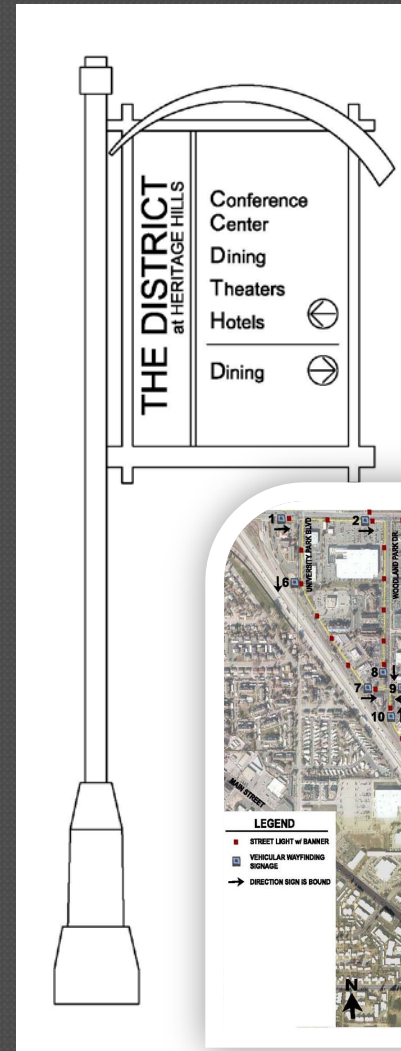 THE DISTRICT
at HERITAGE HILLS
Conference
Center
Dining
Theaters
Hotels
Dining
1
2
UNIVERSITY PARK BLVD
WOODLAND PARK DR.
6
8
7
9
10
MAIN STREET
LEGEND
STREET LIGHT w/ BANNER
VEHICULAR WAYFINDING
SIGNAGE
DIRECTION SIGN IS BOUND
N